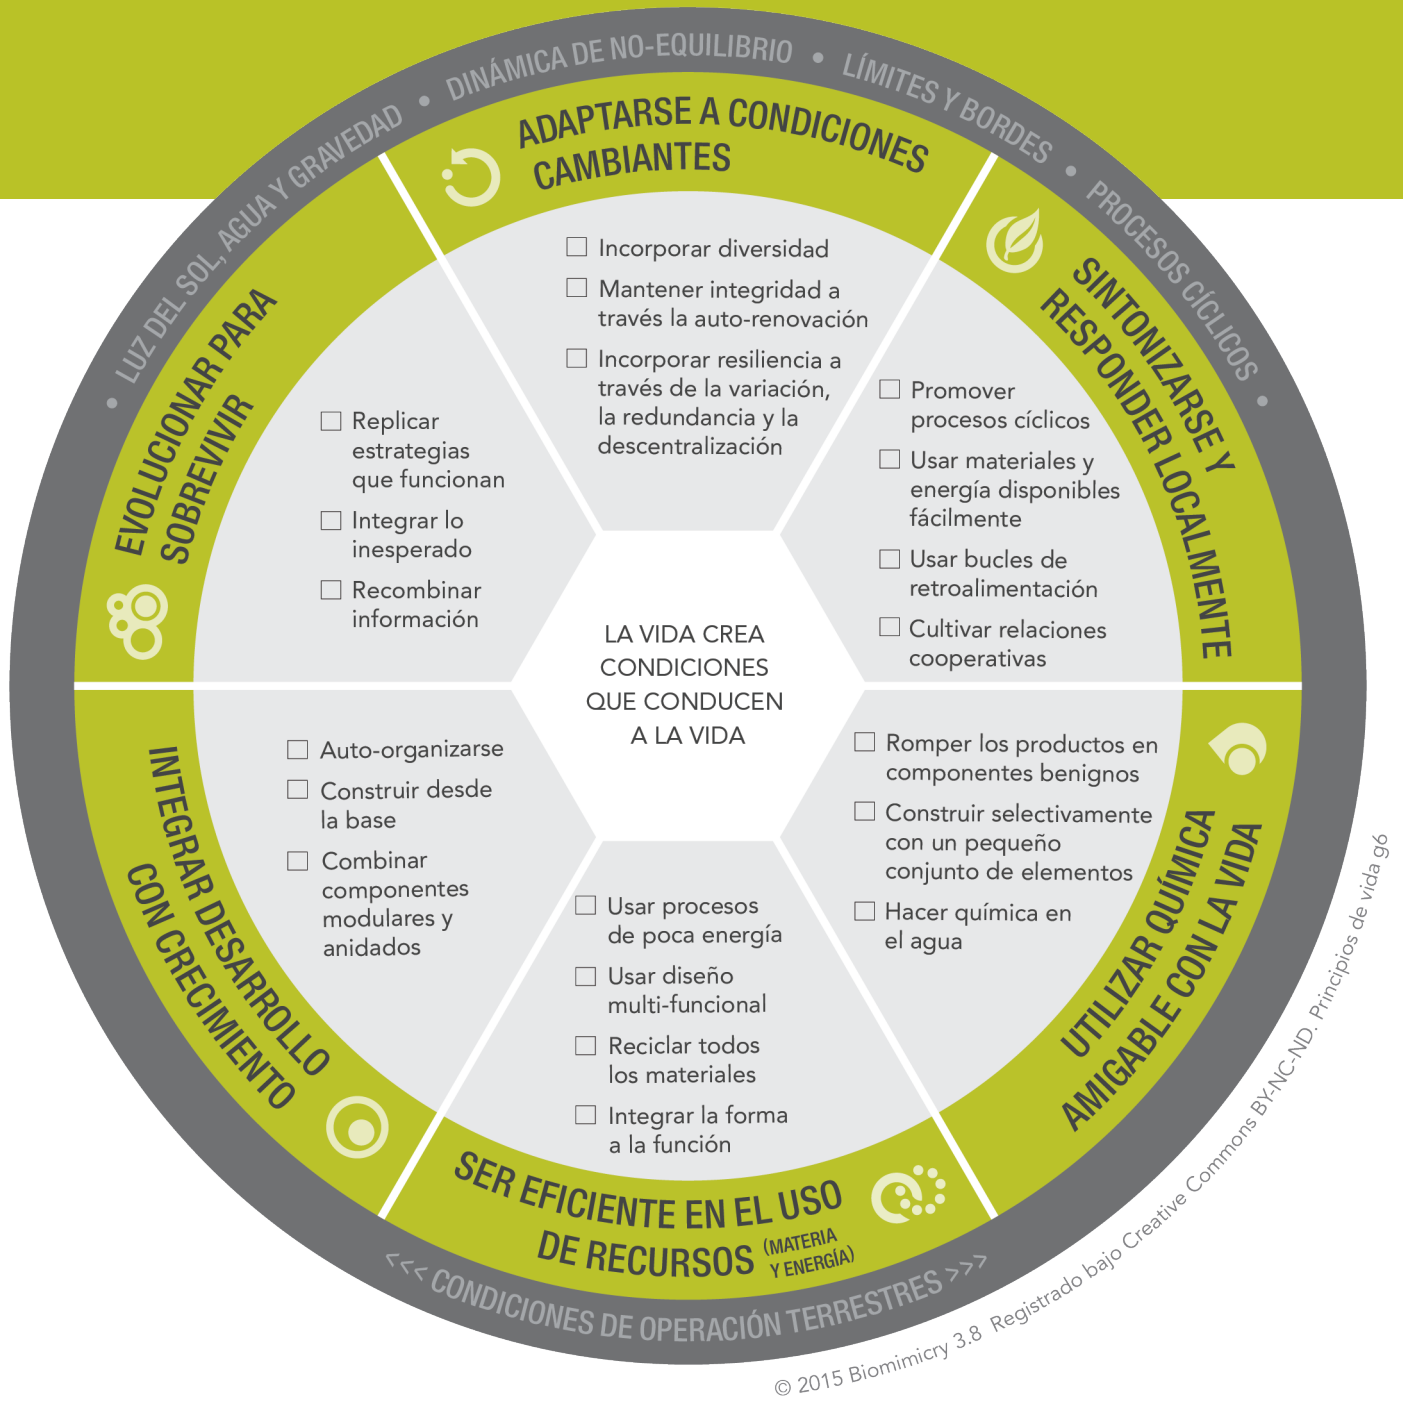 • LUZ DEL SOL, AGUA Y GRAVEDAD • DINÁMICA DE NO-EQUILIBRIO • LÍMITES Y BORDES • PROCESOS CÍCLICOS •
ADAPTARSE A CONDICIONES
CAMBIANTES
Incorporar diversidad
Mantener integridad a
través la auto-renovación
Incorporar resiliencia a
través de la variación,
la redundancia y la
descentralización
SINTONIZARSE Y
RESPONDER LOCALMENTE
Promover
procesos cíclicos
Usar materiales y
energía disponibles
fácilmente
Usar bucles de
retroalimentación
Cultivar relaciones
cooperativas
UTILIZAR QUÍMICA
AMIGABLE CON LA VIDA
Romper los productos en
componentes benignos
Construir selectivamente
con un pequeño
conjunto de elementos
Hacer química en
el agua
SER EFICIENTE EN EL USO
DE RECURSOS (MATERIA
Y ENERGÍA)
Usar procesos
de poca energía
Usar diseño
multi-funcional
Reciclar todos
los materiales
Integrar la forma
a la función
INTEGRAR DESARROLLO
CON CRECIMIENTO
Auto-organizarse
Construir desde
la base
Combinar
componentes
modulares y
anidados
EVOLUCIONAR PARA
SOBREVIVIR
Replicar
estrategias
que funcionan
Integrar lo
inesperado
Recombinar
información
LA VIDA CREA
CONDICIONES
QUE CONDUCEN
A LA VIDA
<<< CONDICIONES DE OPERACIÓN TERRESTRES >>>
© 2015 Biomimicry 3.8 Registrado bajo Creative Commons BY-NC-ND. Principios de vida g6